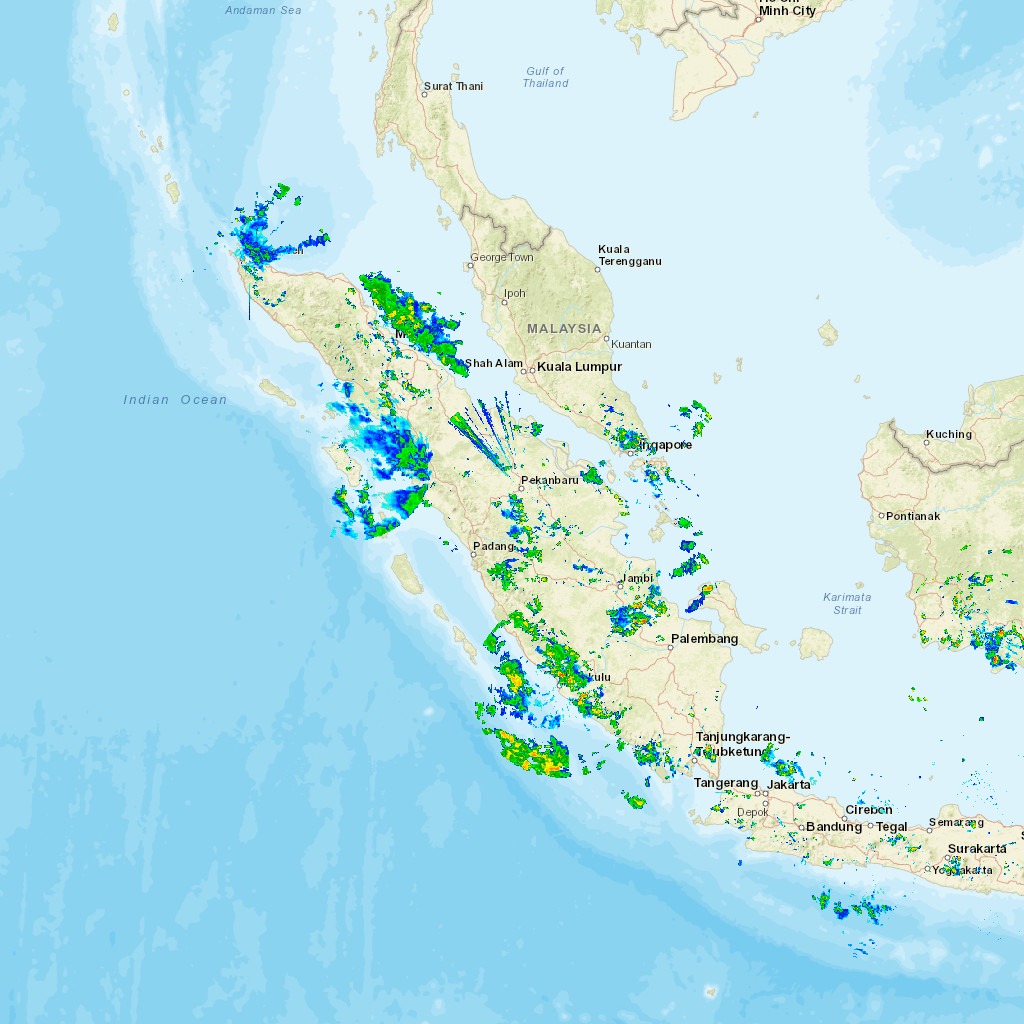 Andaman Sea
Minh City
Gulf of
Thailand
Surat Thani
Kuala
Terengganu
George Town
Ipoh
MALAYSIA
Kuantan
Shah Alam
Kuala Lumpur
Indian Ocean
Kuching
Pekanbaru
Pontianak
Padang
Jambi
Karimata
Strait
Palembang
Tanjungkarang-
Tangerang
Jakarta
Depok
Cirebon
Bandung
Tegal
Semarang
Surakarta